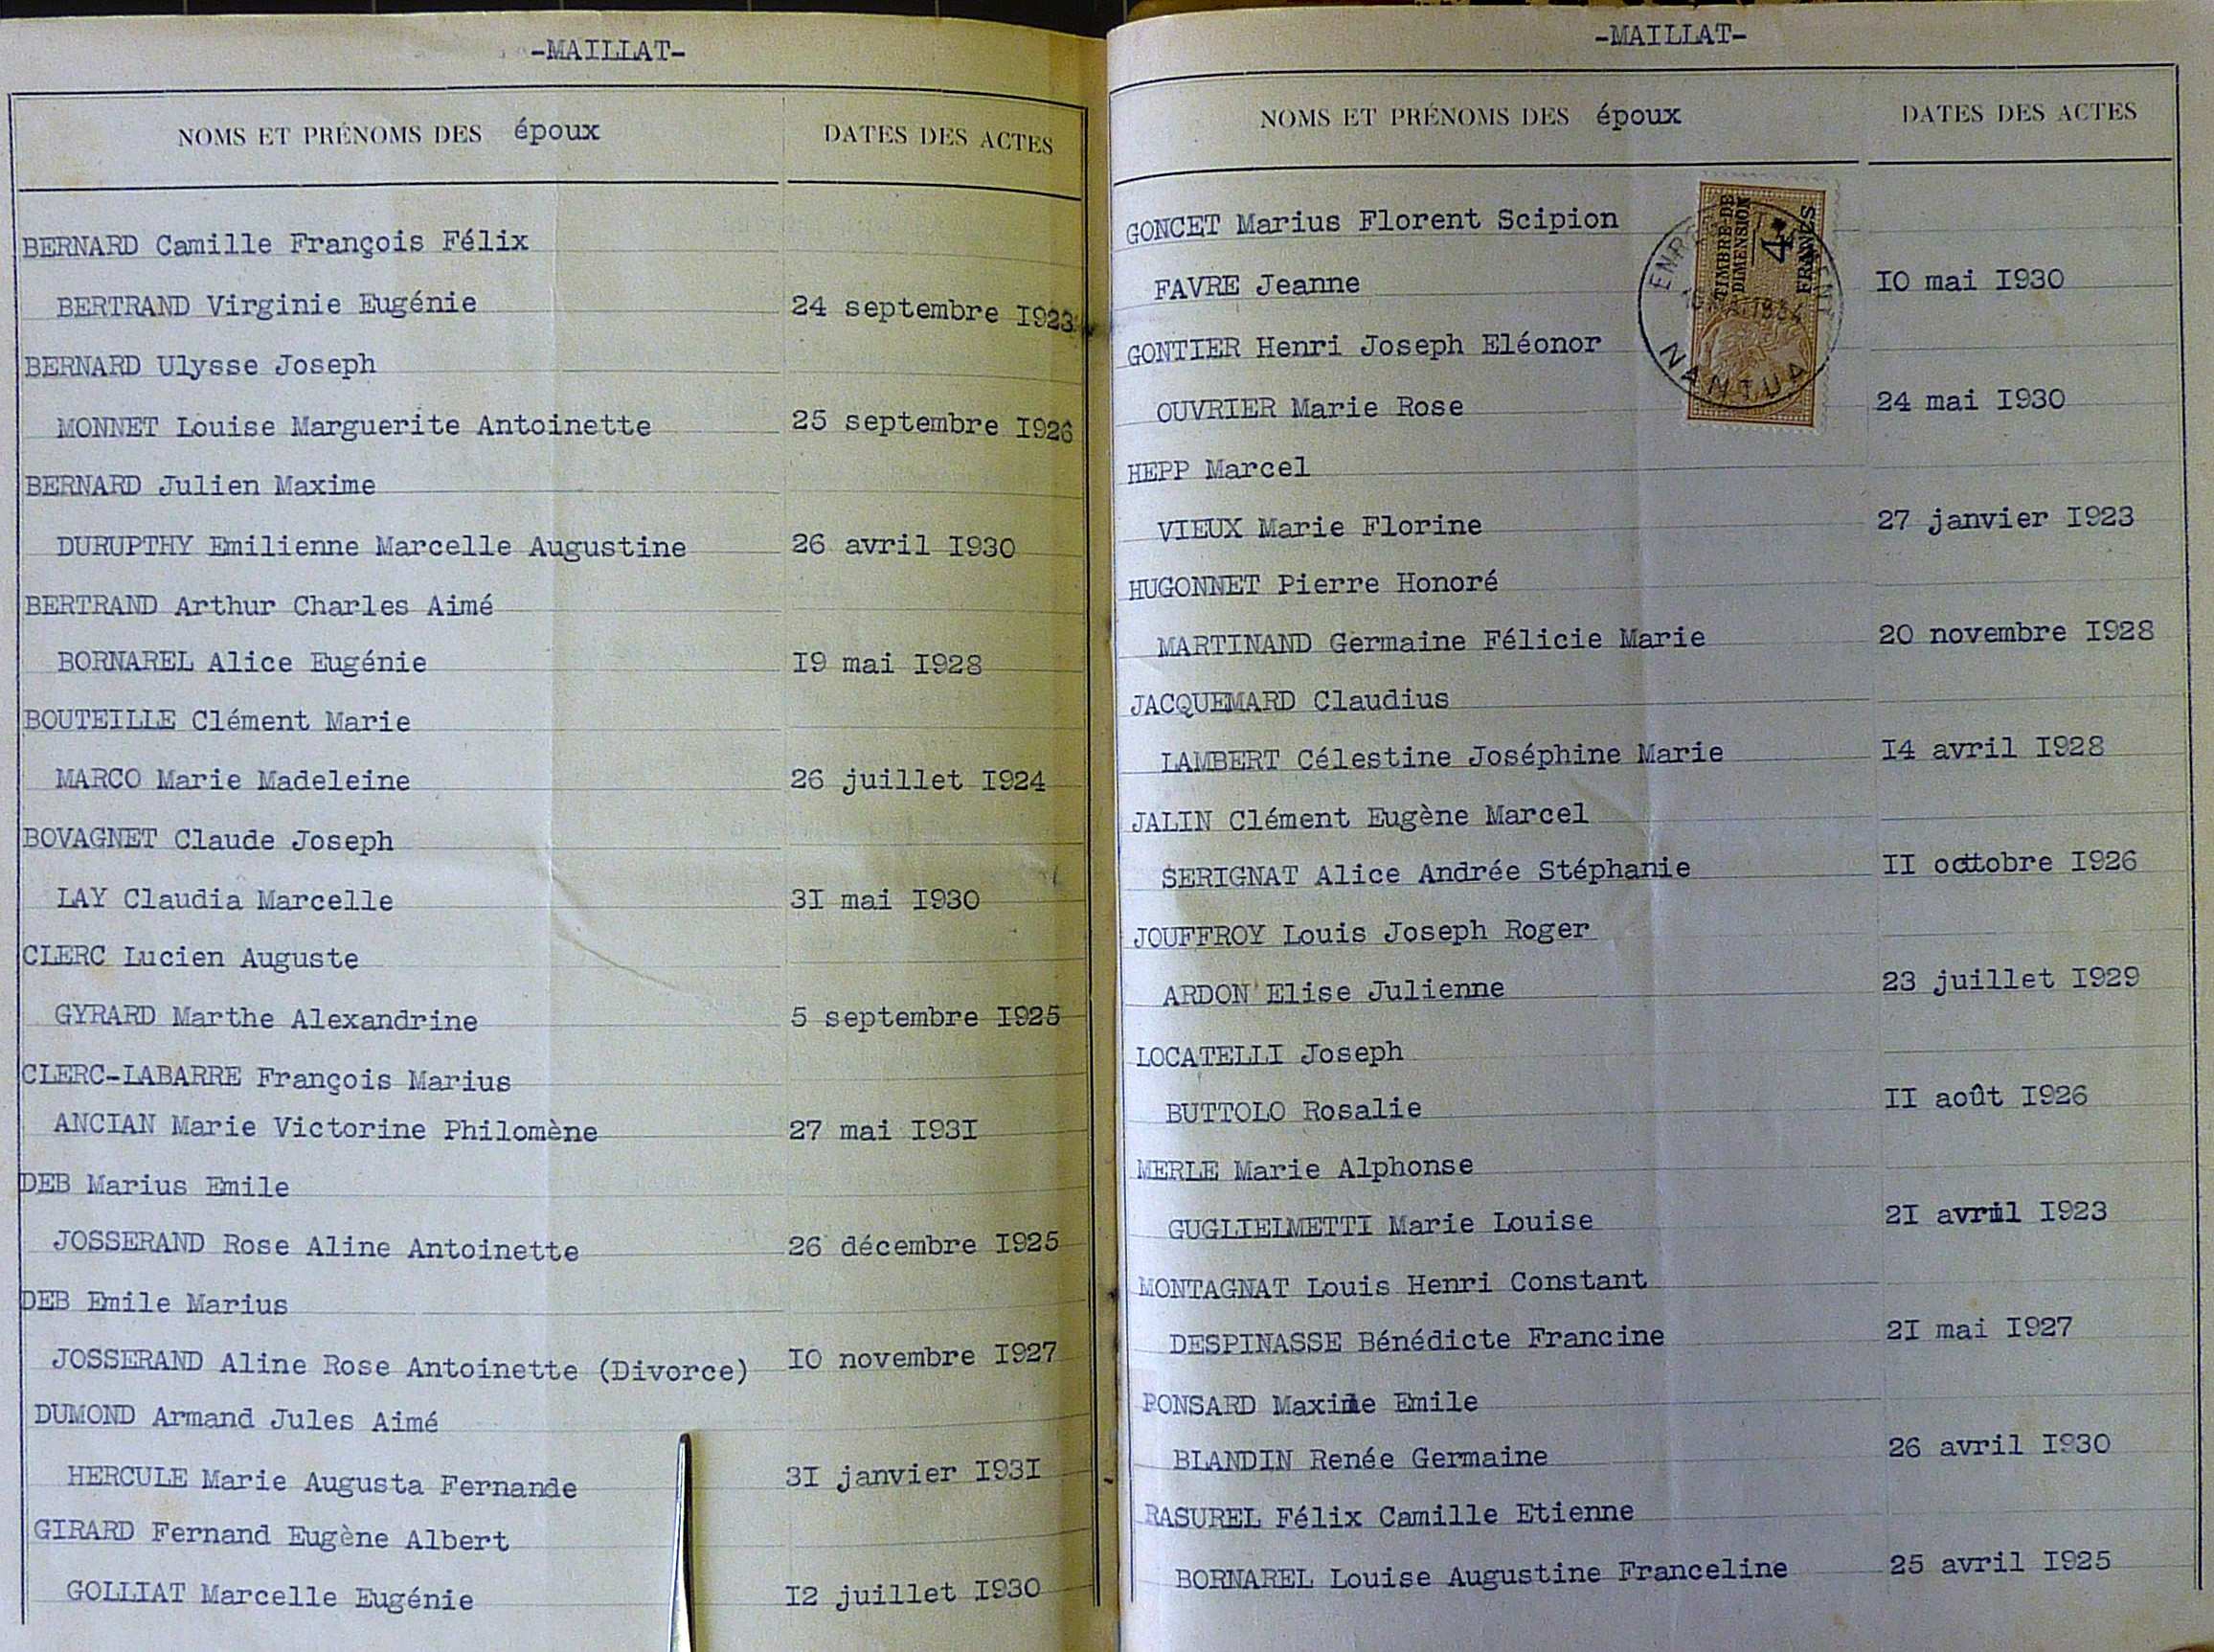 -MAILLAT-
NOMS ET PRÉNOMS DES époux DATES DES ACTES
BERNARD Camille François Félix
BERTRAND Virginie Eugénie 24 septembre I923
BERNARD Ulysse Joseph
MONNET Louise Marguerite Antoinette 25 septembre I926
BERNARD Julien Maxime
DURUPTHY Emilienne Marcelle Augustine 26 avril I930
BERTRAND Arthur Charles Aimé
BORNAREL Alice Eugénie I9 mai I928
BOUTEILLE Clément Marie
MARCO Marie Madeleine 26 juillet I924
BOVAGNET Claude Joseph
LAY Claudia Marcelle 3I mai I930
CLERC Lucien Auguste
GYRARD Marthe Alexandrine 5 septembre I925
CLERC-LABARRE François Marius
ANCIAN Marie Victorine Philomène 27 mai I93I
DEB Marius Emile
JOSSERAND Rose Aline Antoinette 26 décembre I925
DEB Emile Marius
JOSSERAND Aline Rose Antoinette (Divorce) I0 novembre I927
DUMOND Armand Jules Aimé
HERCULE Marie Augusta Fernande 3I janvier I93I
GIRARD Fernand Eugène Albert
GOLLIAT Marcelle Eugénie I2 juillet I930
-MAILLAT-
NOMS ET PRÉNOMS DES époux DATES DES ACTES
GONCET Marius Florent Scipion
FAVRE Jeanne I0 mai I930
GONTIER Henri Joseph Eléonor
OUVRIER Marie Rose 24 mai I930
HEPP Marcel
VIEUX Marie Florine 27 janvier I923
HUGONNET Pierre Honoré
MARTINAND Germaine Félicie Marie 20 novembre I928
JACQUEMARD Claudius
LAMBERT Célestine Joséphine Marie I4 avril I928
JALIN Clément Eugène Marcel
SERIGNAT Alice Andrée Stéphanie II octobre I926
JOUFFROY Louis Joseph Roger
ARDON Elise Julienne 23 juillet I929
LOCATELLI Joseph
BUTTOLO Rosalie II août I926
MERLE Marie Alphonse
GUGLIELMETTI Marie Louise 2I avril I923
MONTAGNAT Louis Henri Constant
DESPINASSE Bénédicte Francine 2I mai I927
PONSARD Maxime Emile
BLANDIN Renée Germaine 26 avril I930
RASUREL Félix Camille Etienne
BORNAREL Louise Augustine Franceline 25 avril I925
TIMBRE DE
DIMENSION
4
FRANCS
NANTUA